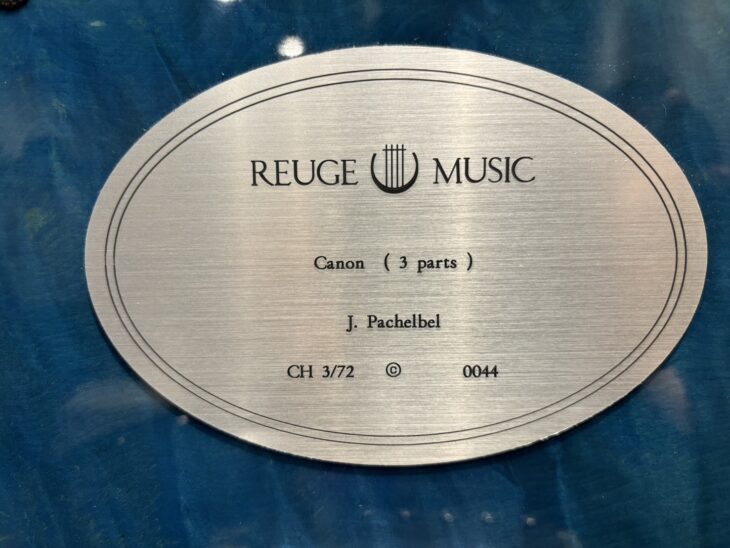 REUGE MUSIC
Canon ( 3 parts )
J. Pachelbel
CH 3/72 © 0044